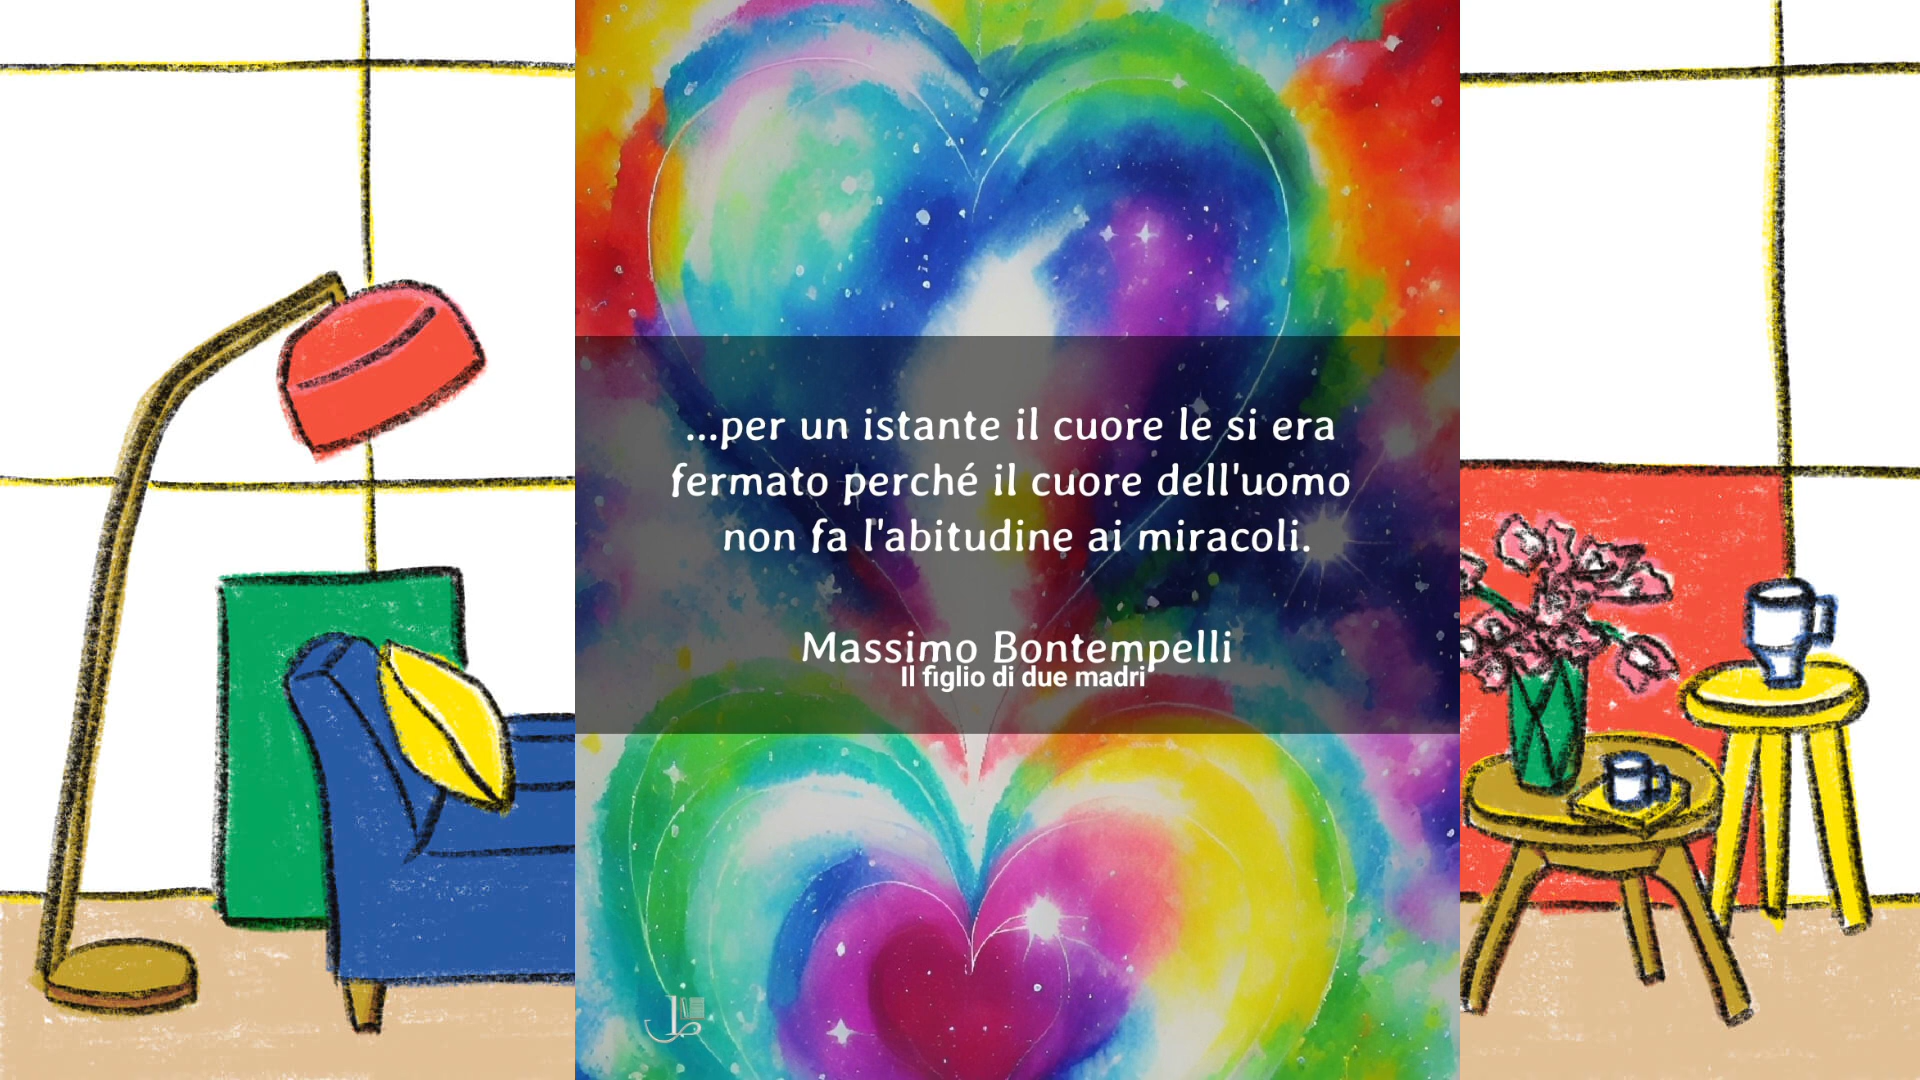 ...per un istante il cuore le si era
fermato perché il cuore dell'uomo
non fa l'abitudine ai miracoli.
Massimo Bontempelli
Il figlio di due madri